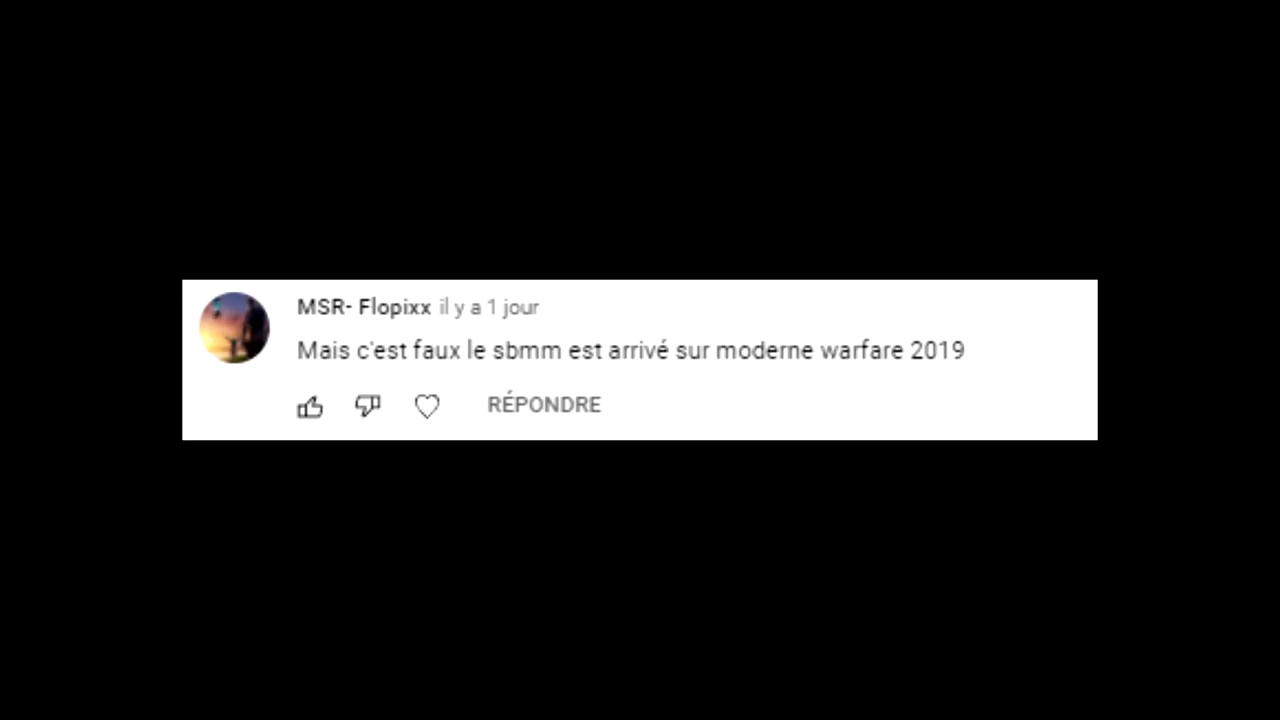 MSR- Flopixx il y a 1 jour
Mais c'est faux le sbmm est arrivé sur moderne warfare 2019
RÉPONDRE